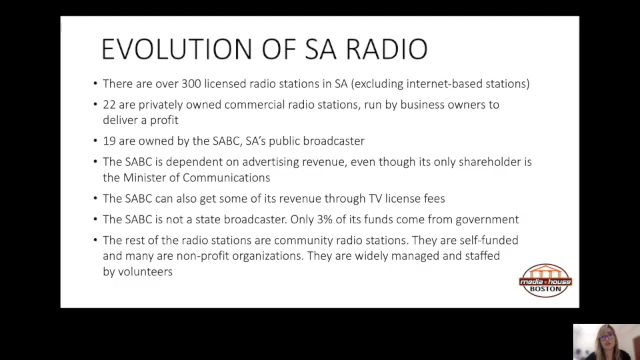 EVOLUTION OF SA RADIO
• There are over 300 licensed radio stations in SA (excluding internet-based stations)
• 22 are privately owned commercial radio stations, run by business owners to
deliver a profit
• 19 are owned by the SABC, SA's public broadcaster
• The SABC is dependent on advertising revenue, even though its only shareholder is
the Minister of Communications
• The SABC can also get some of its revenue through TV license fees
• The SABC is not a state broadcaster. Only 3% of its funds come from government
• The rest of the radio stations are community radio stations. They are self-funded
and many are non-profit organizations. They are widely managed and staffed
by volunteers
media house
BOSTON